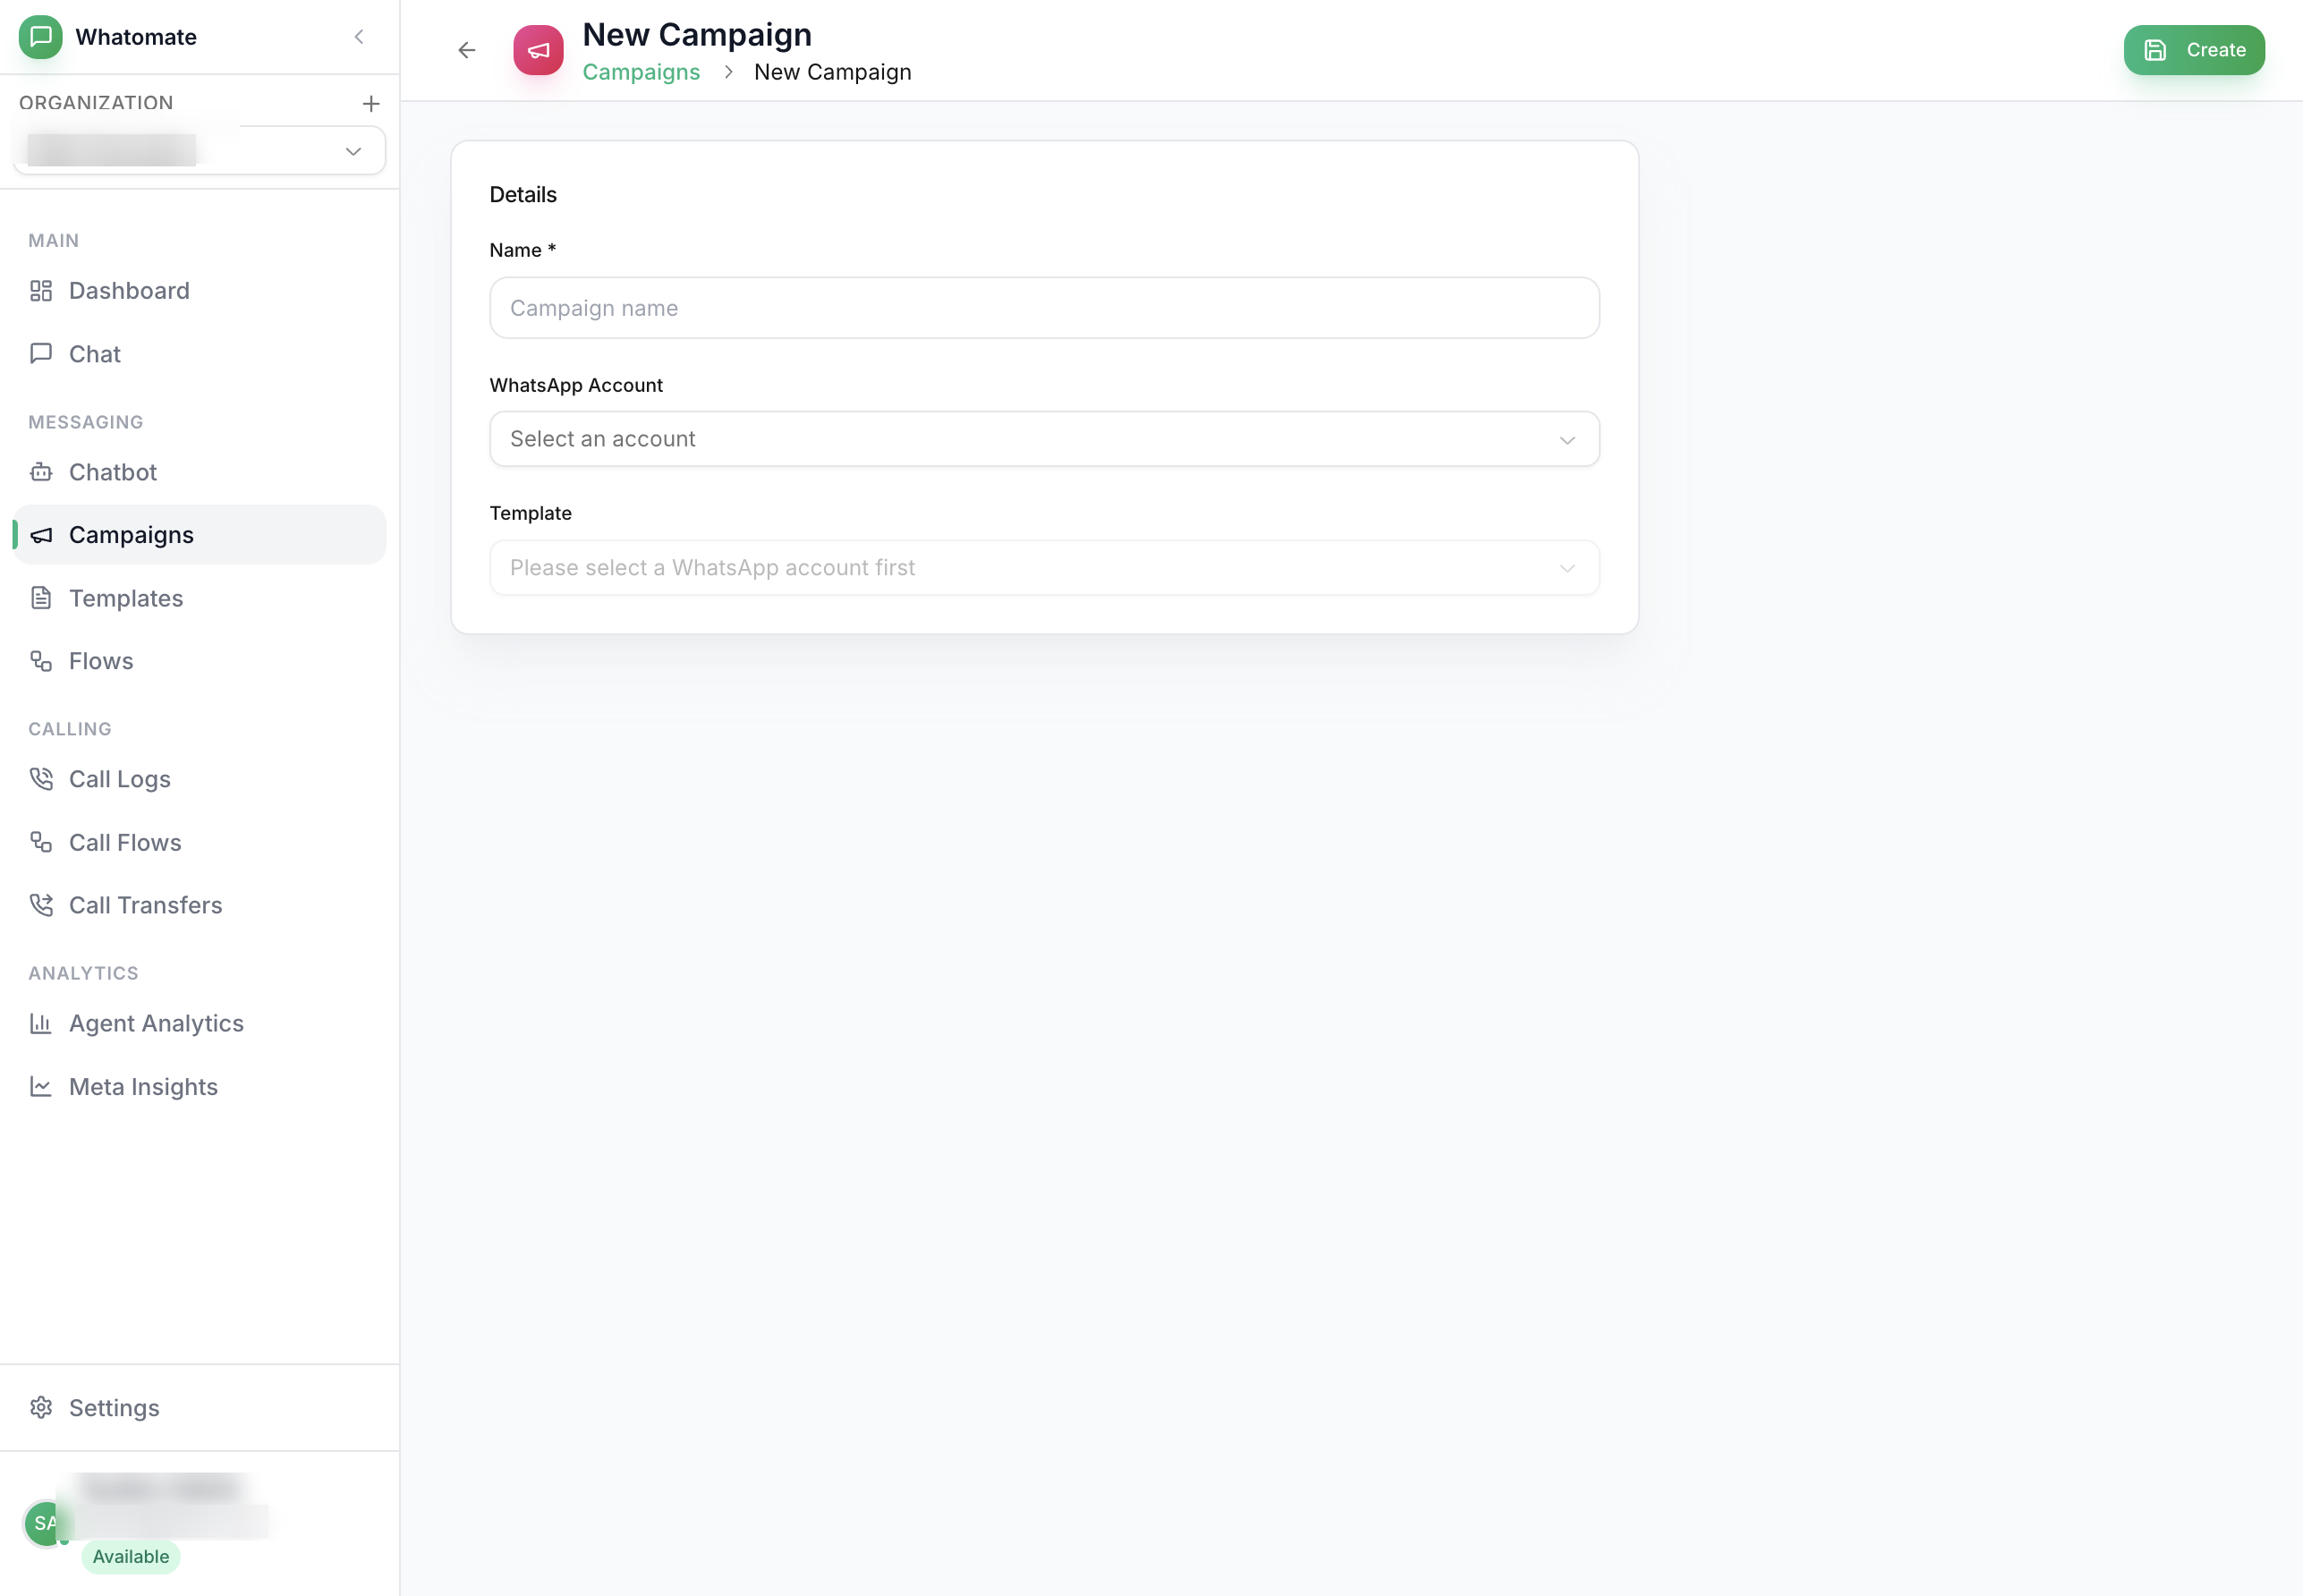 Whatomate
ORGANIZATION
MAIN
Dashboard
Chat
MESSAGING
Chatbot
Campaigns
Templates
Flows
CALLING
Call Logs
Call Flows
Call Transfers
ANALYTICS
Agent Analytics
Meta Insights
Settings
SA
Available
New Campaign
Campaigns > New Campaign
Create
Details
Name *
Campaign name
WhatsApp Account
Select an account
Template
Please select a WhatsApp account first